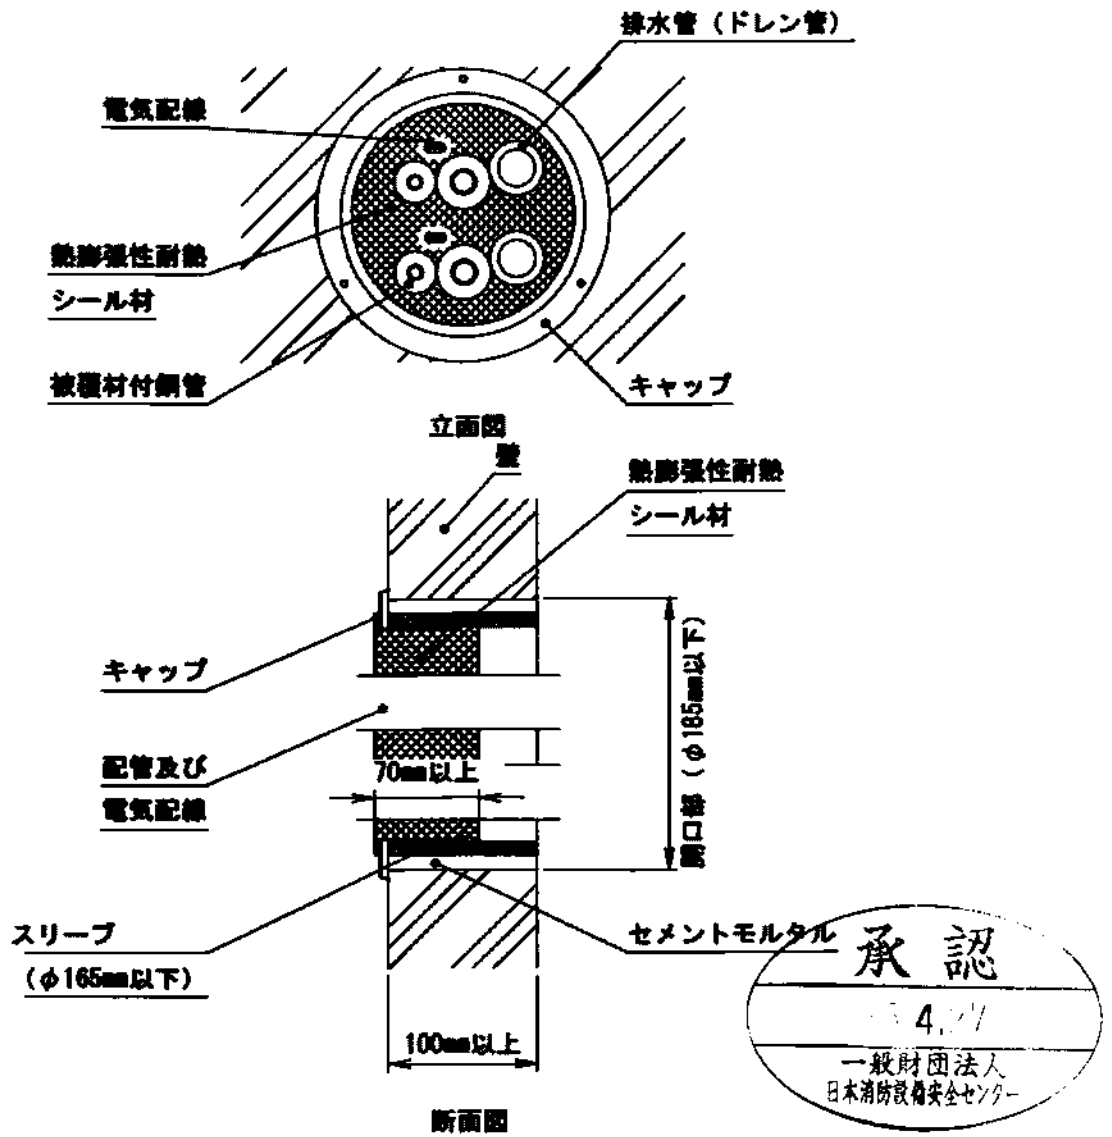 排水管（ドレン管）
電気配線
熱膨張性耐熱
シール材
被覆材付銅管
キャップ
立面図
壁
熱膨張性耐熱
シール材
キャップ
配管及び
電気配線
70mm以上
開口部（φ185mm以下）
スリーブ
（φ165mm以下）
セメントモルタル
100mm以上
断面図
承認
4.
一般財団法人
日本消防設備安全センター